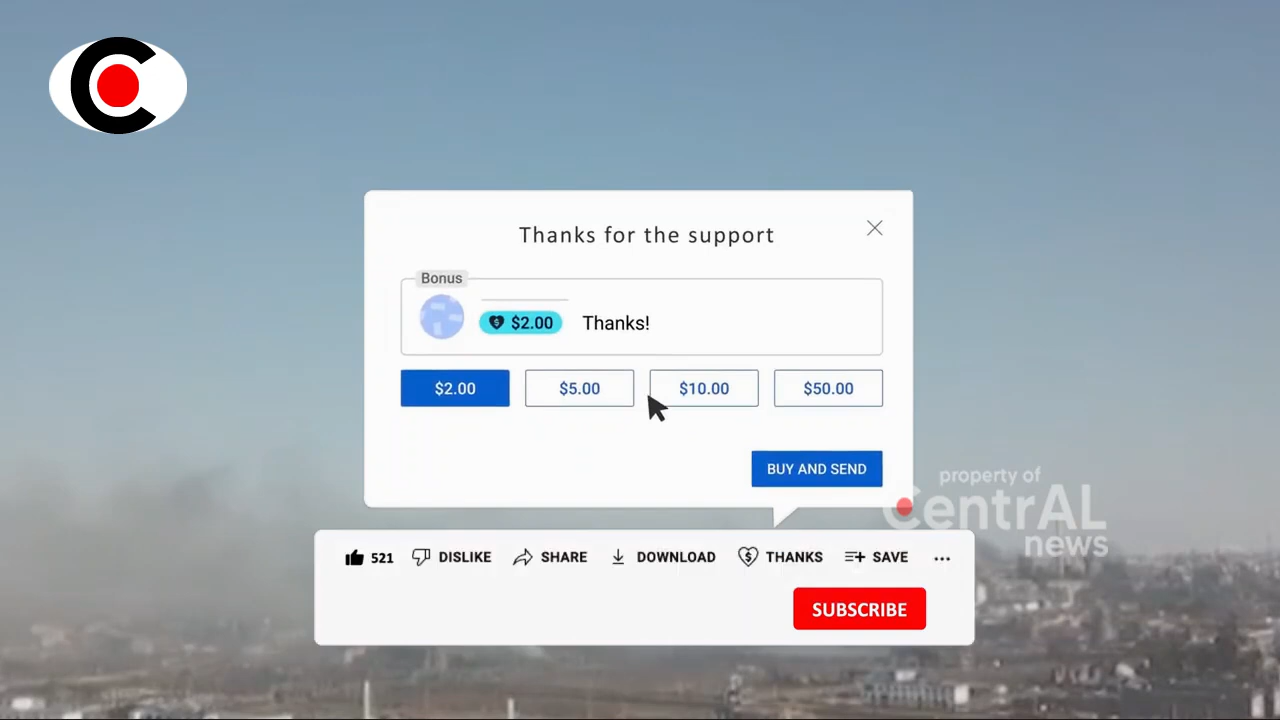 Thanks for the support
Bonus
$2.00 Thanks!
$2.00 $5.00 $10.00 $50.00
BUY AND SEND
property of
CentrAL
news
521 DISLIKE SHARE DOWNLOAD THANKS SAVE
SUBSCRIBE